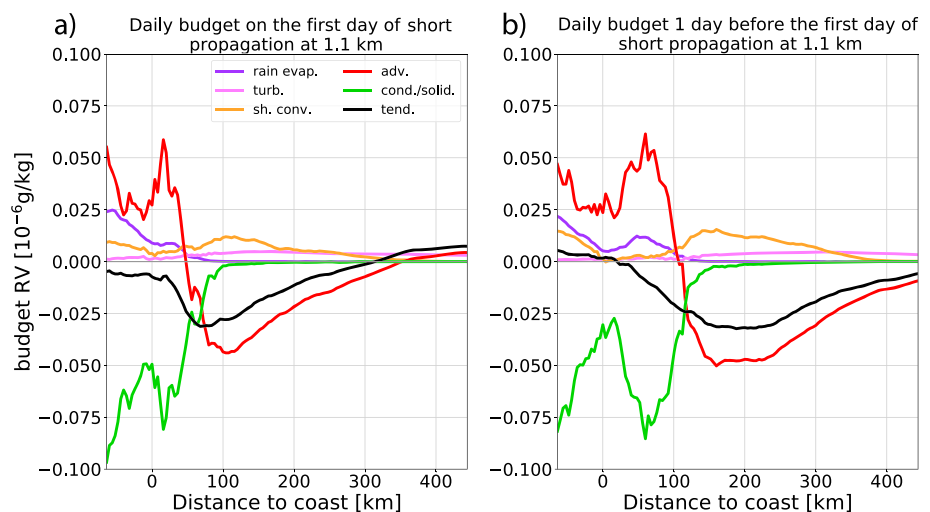 a)
Daily budget on the first day of short
propagation at 1.1 km
b)
Daily budget 1 day before the first day of
short propagation at 1.1 km
budget RV [10⁻⁶g/kg]
0.100
0.075
0.050
0.025
0.000
−0.025
−0.050
−0.075
−0.100
rain evap.
turb.
sh. conv.
adv.
cond./solid.
tend.
0 100 200 300 400
Distance to coast [km]
0.100
0.075
0.050
0.025
0.000
−0.025
−0.050
−0.075
−0.100
0 100 200 300 400
Distance to coast [km]